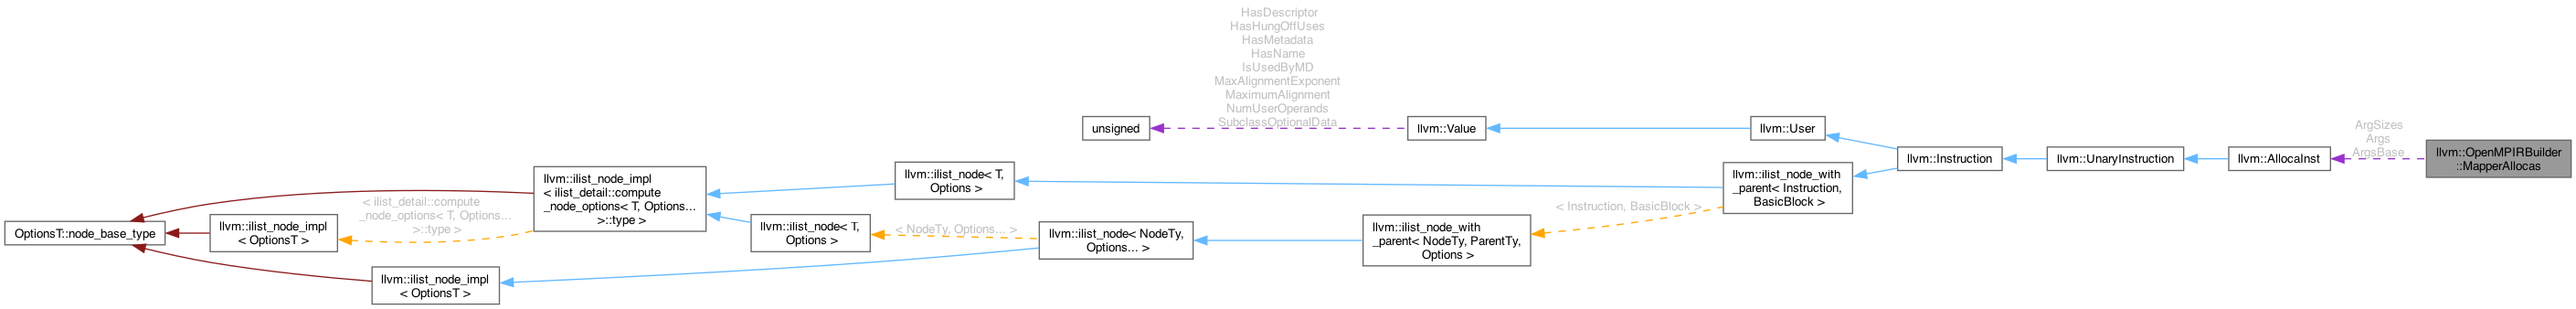 OptionsT::node_base_type
llvm::ilist_node_impl
< OptionsT >
< ilist_detail::compute
_node_options< T, Options...
>::type >
llvm::ilist_node_impl
< OptionsT >
llvm::ilist_node_impl
< ilist_detail::compute
_node_options< T, Options...
>::type >
llvm::ilist_node< T,
Options >
< NodeTy, Options... >
llvm::ilist_node< T,
Options >
llvm::ilist_node< NodeTy,
Options... >
unsigned
HasDescriptor
HasHungOffUses
HasMetadata
HasName
IsUsedByMD
MaxAlignmentExponent
MaximumAlignment
NumUserOperands
SubclassOptionalData
llvm::Value
llvm::ilist_node_with
_parent< NodeTy, ParentTy,
Options >
< Instruction, BasicBlock >
llvm::User
llvm::ilist_node_with
_parent< Instruction,
BasicBlock >
llvm::Instruction
llvm::UnaryInstruction
llvm::AllocaInst
ArgSizes
Args
ArgsBase
llvm::OpenMPIRBuilder
::MapperAllocas